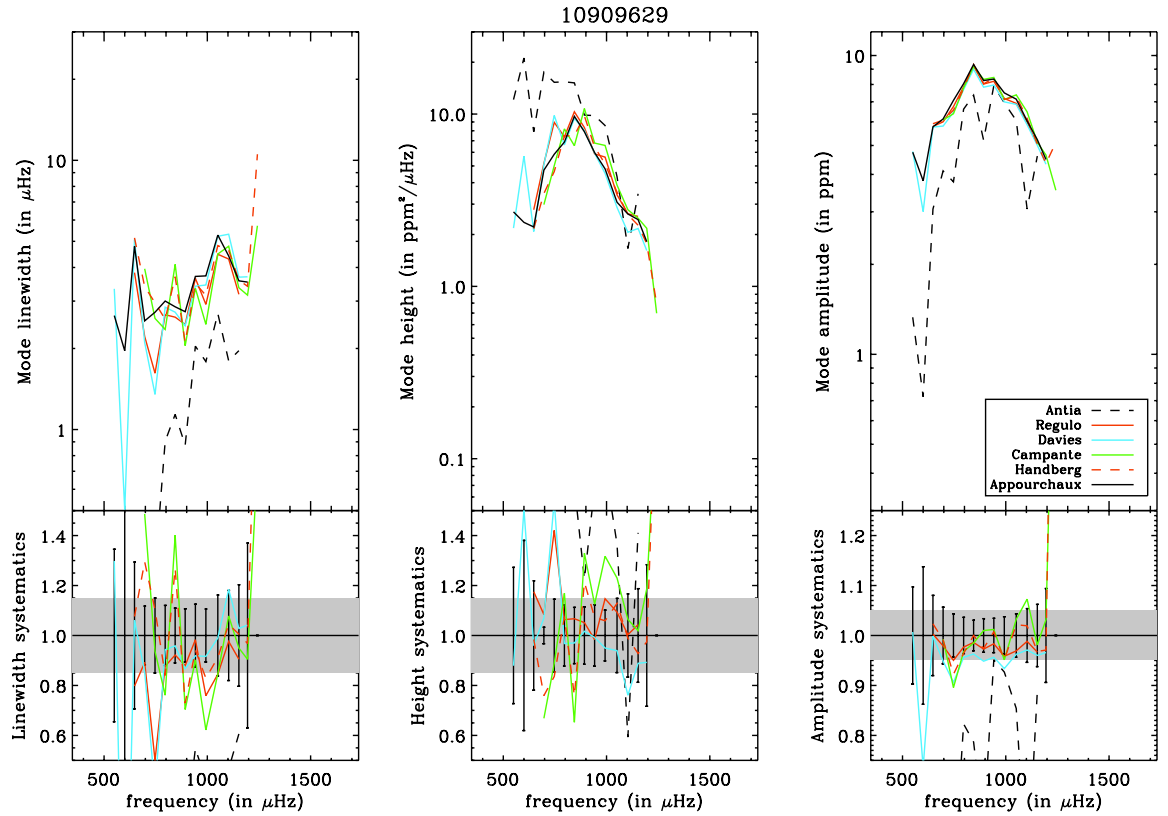 10909629
Mode linewidth (in μHz)
10
1
Mode height (in ppm²/μHz)
10.0
1.0
0.1
Mode amplitude (in ppm)
10
1
Antia
Regulo
Davies
Campante
Handberg
Appourchaux
Linewidth systematics
1.4
1.2
1.0
0.8
0.6
500 1000 1500
frequency (in μHz)
Height systematics
1.4
1.2
1.0
0.8
0.6
500 1000 1500
frequency (in μHz)
Amplitude systematics
1.2
1.1
1.0
0.9
0.8
500 1000 1500
frequency (in μHz)